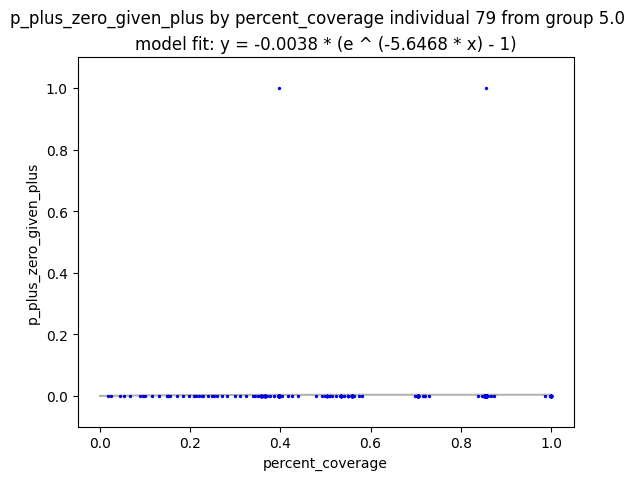 p_plus_zero_given_plus by percent_coverage individual 79 from group 5.0
model fit: y = -0.0038 * (e ^ (-5.6468 * x) - 1)
1.0
0.8
0.6
0.4
0.2
0.0
p_plus_zero_given_plus
0.0 0.2 0.4 0.6 0.8 1.0
percent_coverage